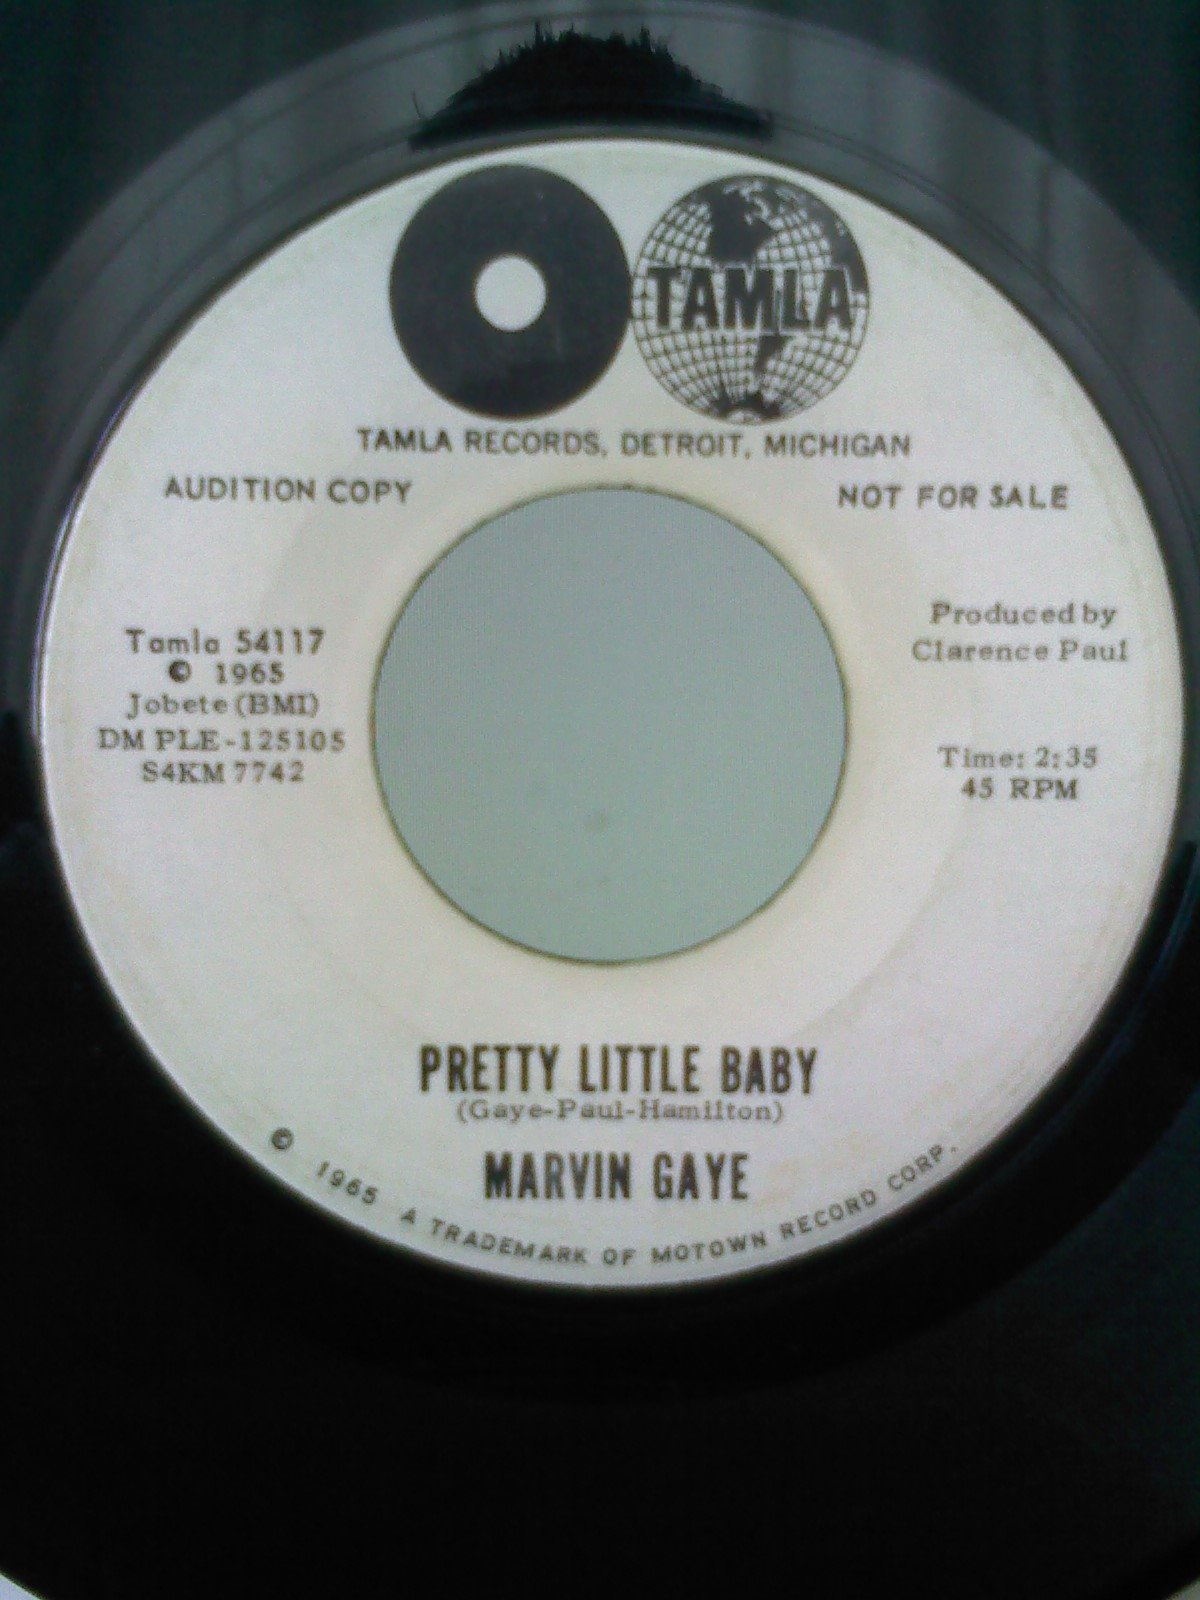 TAMLA
TAMLA RECORDS, DETROIT, MICHIGAN
AUDITION COPY
NOT FOR SALE
Tamla 54117
© 1965
Jobete (BMI)
DM PLE-125105
S4KM 7742
Produced by
Clarence Paul
Time: 2:35
45 RPM
PRETTY LITTLE BABY
(Gaye-Paul-Hamilton)
MARVIN GAYE
© 1965 A TRADEMARK OF MOTOWN RECORD CORP.